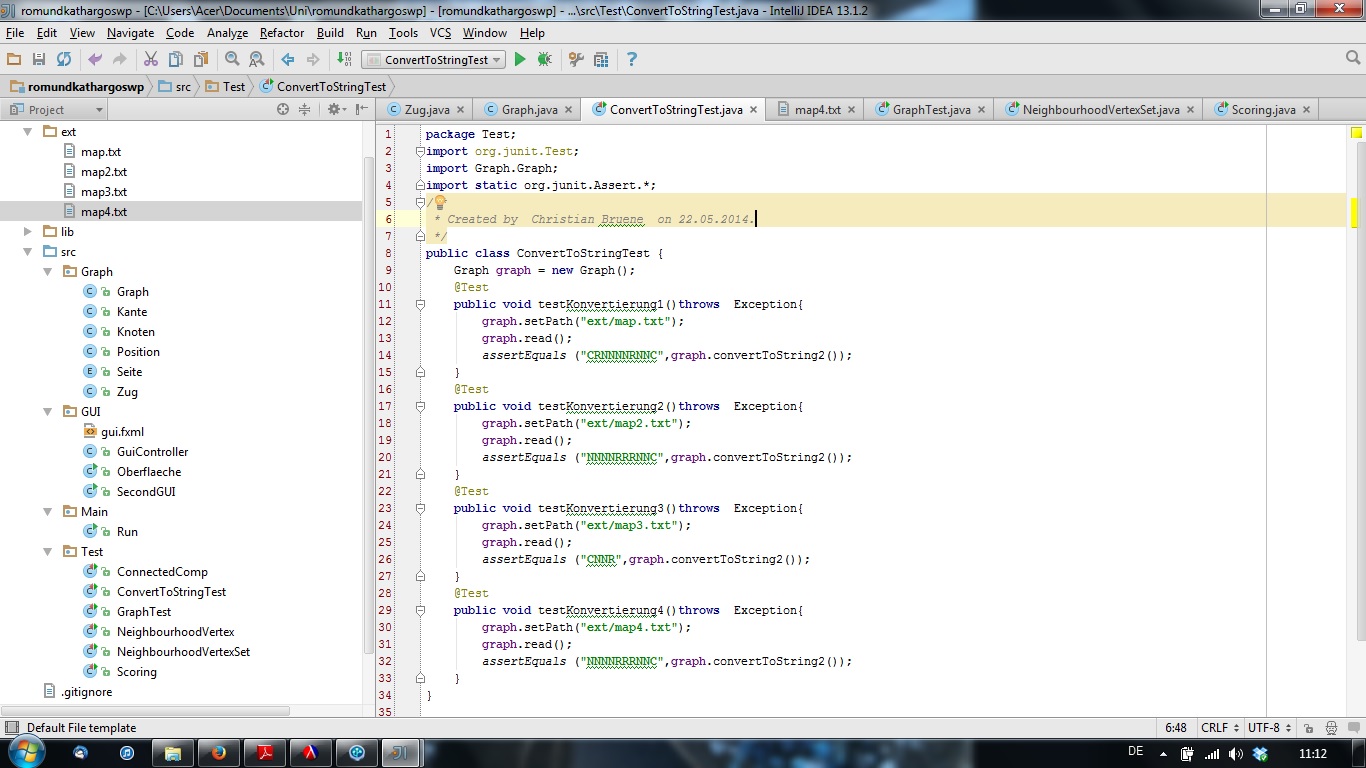 romundkathargoswp - [C:\Users\Acer\Documents\Uni\romundkathargoswp] - [romundkathargoswp] - ...\src\Test\ConvertToStringTest.java - IntelliJ IDEA 13.1.2
File Edit View Navigate Code Analyze Refactor Build Run Tools VCS Window Help
ConvertToStringTest
romundkathargoswp src Test ConvertToStringTest
Project
Zug.java Graph.java ConvertToStringTest.java map4.txt GraphTest.java NeighbourhoodVertexSet.java Scoring.java
ext
map.txt
map2.txt
map3.txt
map4.txt
lib
src
Graph
Graph
Kante
Knoten
Position
Seite
Zug
GUI
gui.fxml
GuiController
Oberflaeche
SecondGUI
Main
Run
Test
ConnectedComp
ConvertToStringTest
GraphTest
NeighbourhoodVertex
NeighbourhoodVertexSet
Scoring
.gitignore
1 package Test;
2 import org.junit.Test;
3 import Graph.Graph;
4 import static org.junit.Assert.*;
5 /
6 * Created by  Christian Bruene  on 22.05.2014.
7 */
8 public class ConvertToStringTest {
9 Graph graph = new Graph();
10 @Test
11 public void testKonvertierung1()throws  Exception{
12 graph.setPath("ext/map.txt");
13 graph.read();
14 assertEquals ("CRNNNNRNNC",graph.convertToString2());
15 }
16 @Test
17 public void testKonvertierung2()throws  Exception{
18 graph.setPath("ext/map2.txt");
19 graph.read();
20 assertEquals ("NNNNRRRNNC",graph.convertToString2());
21 }
22 @Test
23 public void testKonvertierung3()throws  Exception{
24 graph.setPath("ext/map3.txt");
25 graph.read();
26 assertEquals ("CNNR",graph.convertToString2());
27 }
28 @Test
29 public void testKonvertierung4()throws  Exception{
30 graph.setPath("ext/map4.txt");
31 graph.read();
32 assertEquals ("NNNNRRRNNC",graph.convertToString2());
33 }
34 }
35
Default File template
6:48 CRLF UTF-8
DE 11:12